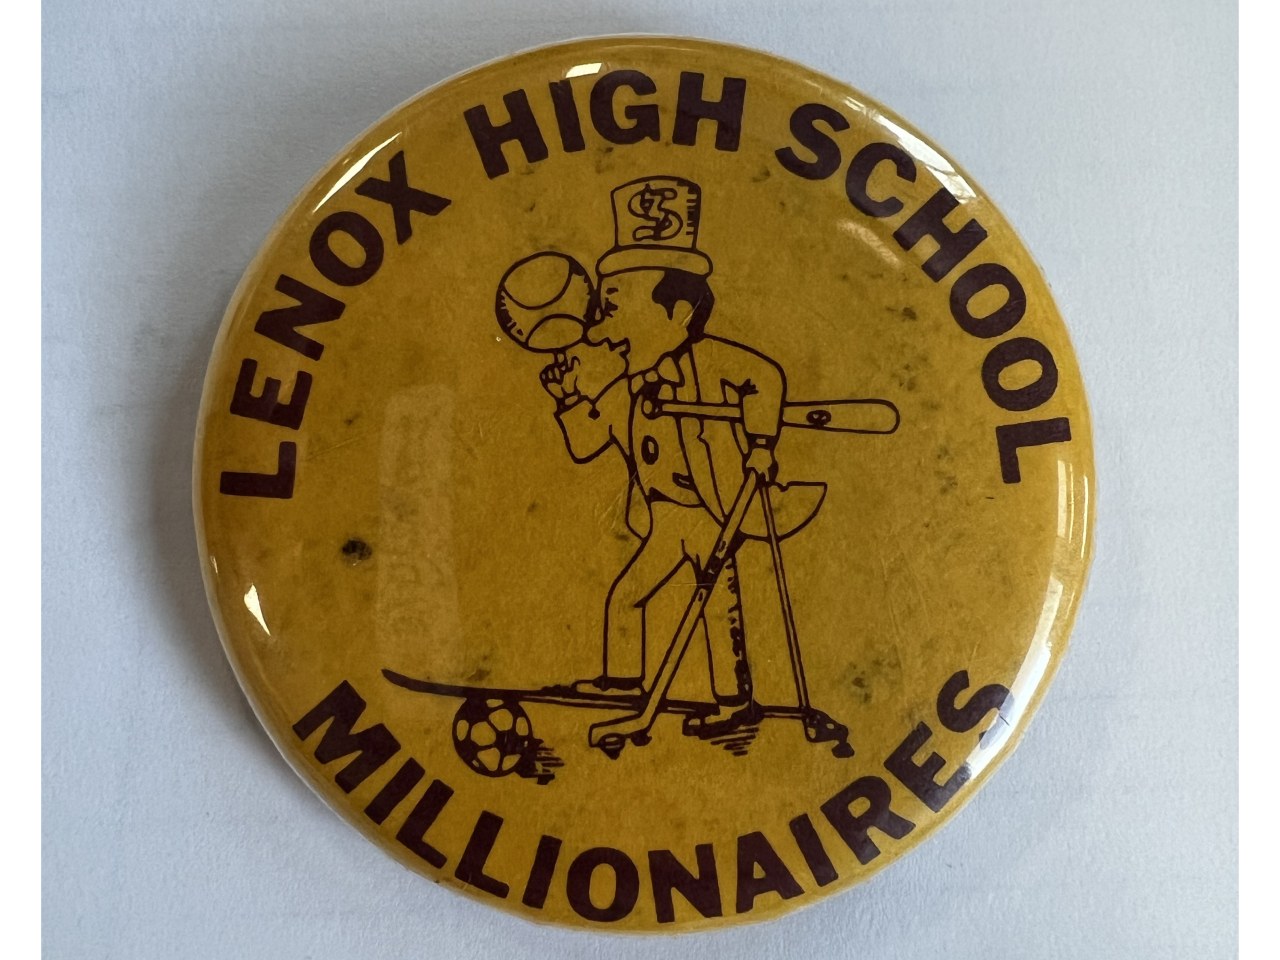 LENOX HIGH SCHOOL
$
MILLIONAIRES